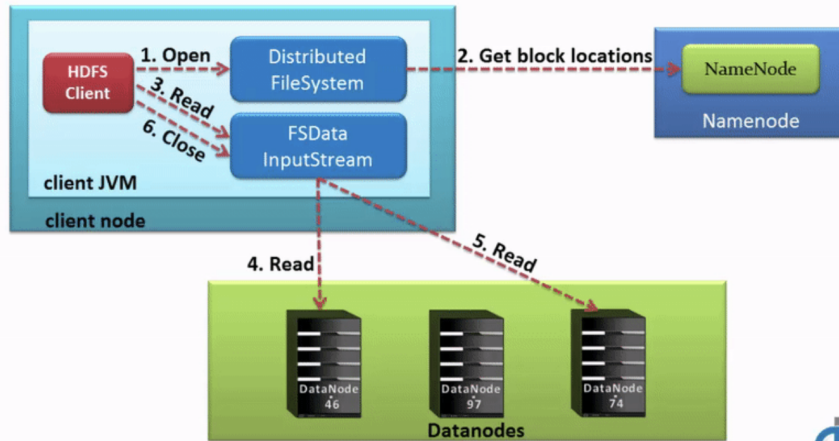 HDFS
Client
1. Open
Distributed
FileSystem
2. Get block locations
NameNode
Namenode
3. Read
6. Close
FSData
InputStream
client JVM
client node
4. Read
5. Read
DataNode
46
DataNode
97
DataNode
74
Datanodes